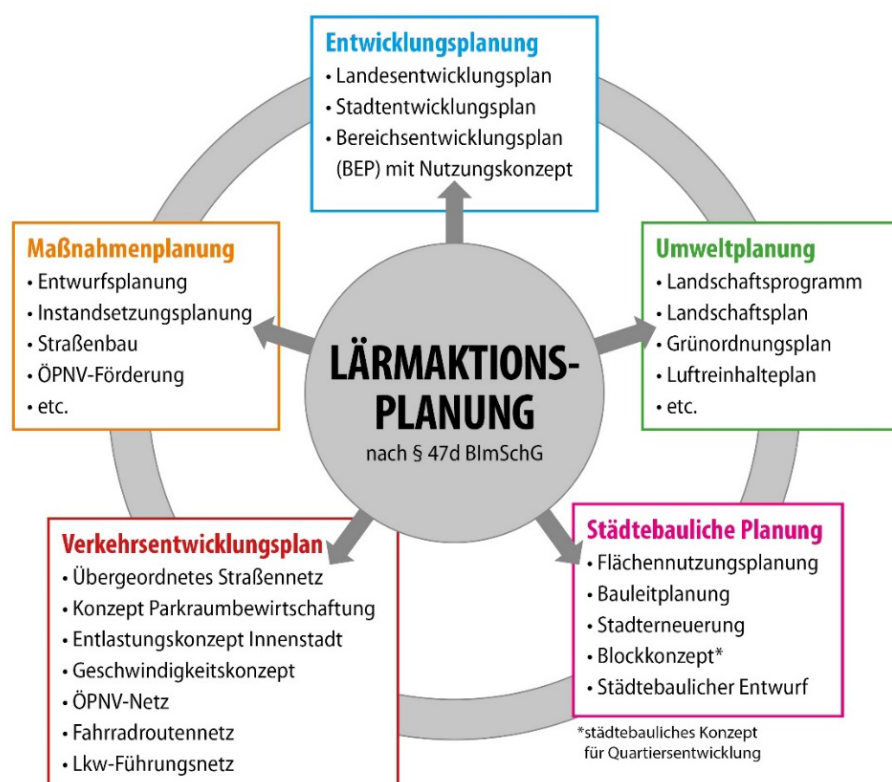 Entwicklungsplanung
• Landesentwicklungsplan
• Stadtentwicklungsplan
• Bereichsentwicklungsplan
(BEP) mit Nutzungskonzept
Maßnahmenplanung
• Entwurfsplanung
• Instandsetzungsplanung
• Straßenbau
• ÖPNV-Förderung
• etc.
Umweltplanung
• Landschaftsprogramm
• Landschaftsplan
• Grünordnungsplan
• Luftreinhalteplan
• etc.
LÄRMAKTIONS-
PLANUNG
nach § 47d BImSchG
Verkehrsentwicklungsplan
• Übergeordnetes Straßennetz
• Konzept Parkraumbewirtschaftung
• Entlastungskonzept Innenstadt
• Geschwindigkeitskonzept
• ÖPNV-Netz
• Fahrradroutennetz
• Lkw-Führungsnetz
Städtebauliche Planung
• Flächennutzungsplanung
• Bauleitplanung
• Stadterneuerung
• Blockkonzept*
• Städtebaulicher Entwurf
*städtebauliches Konzept
für Quartiersentwicklung